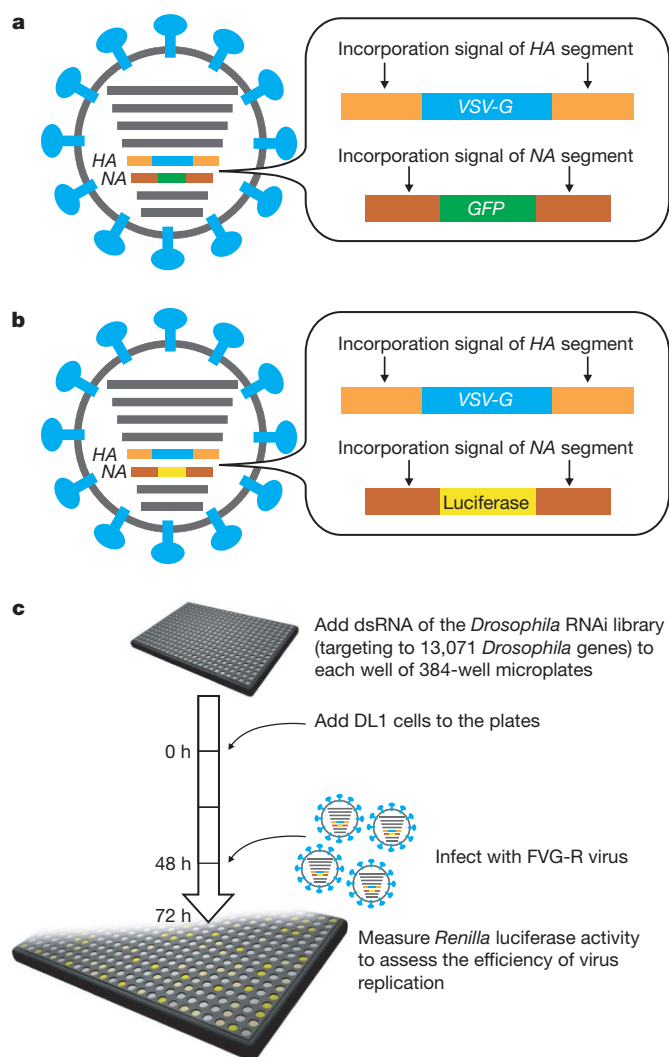 a
HA
NA
Incorporation signal of HA segment
VSV-G
Incorporation signal of NA segment
GFP
b
HA
NA
Incorporation signal of HA segment
VSV-G
Incorporation signal of NA segment
Luciferase
c
Add dsRNA of the Drosophila RNAi library
(targeting to 13,071 Drosophila genes) to
each well of 384-well microplates
Add DL1 cells to the plates
0 h
48 h
Infect with FVG-R virus
72 h
Measure Renilla luciferase activity
to assess the efficiency of virus
replication